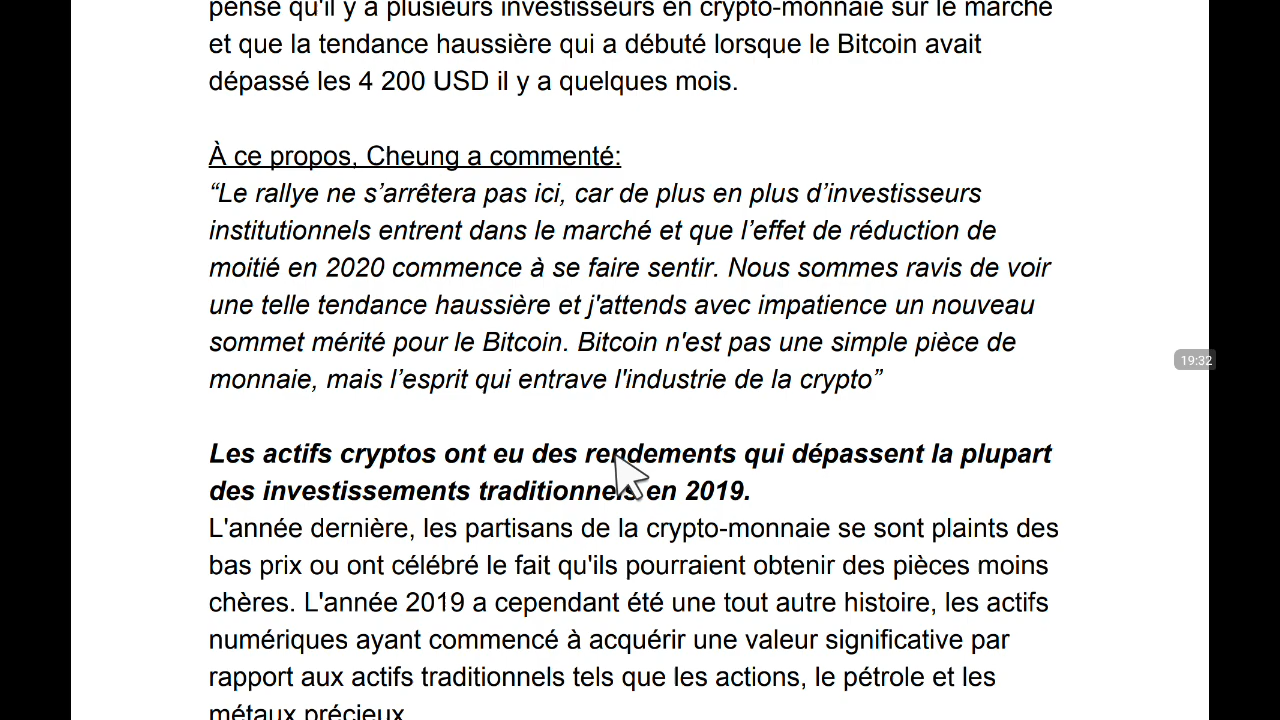 pense qu'il y a plusieurs investisseurs en crypto-monnaie sur le marché
et que la tendance haussière qui a débuté lorsque le Bitcoin avait
dépassé les 4 200 USD il y a quelques mois.
À ce propos, Cheung a commenté:
“Le rallye ne s’arrêtera pas ici, car de plus en plus d’investisseurs
institutionnels entrent dans le marché et que l’effet de réduction de
moitié en 2020 commence à se faire sentir. Nous sommes ravis de voir
une telle tendance haussière et j'attends avec impatience un nouveau
sommet mérité pour le Bitcoin. Bitcoin n'est pas une simple pièce de
monnaie, mais l’esprit qui entrave l'industrie de la crypto”
19:32
Les actifs cryptos ont eu des rendements qui dépassent la plupart
des investissements traditionnels en 2019.
L'année dernière, les partisans de la crypto-monnaie se sont plaints des
bas prix ou ont célébré le fait qu'ils pourraient obtenir des pièces moins
chères. L'année 2019 a cependant été une tout autre histoire, les actifs
numériques ayant commencé à acquérir une valeur significative par
rapport aux actifs traditionnels tels que les actions, le pétrole et les
métaux précieux